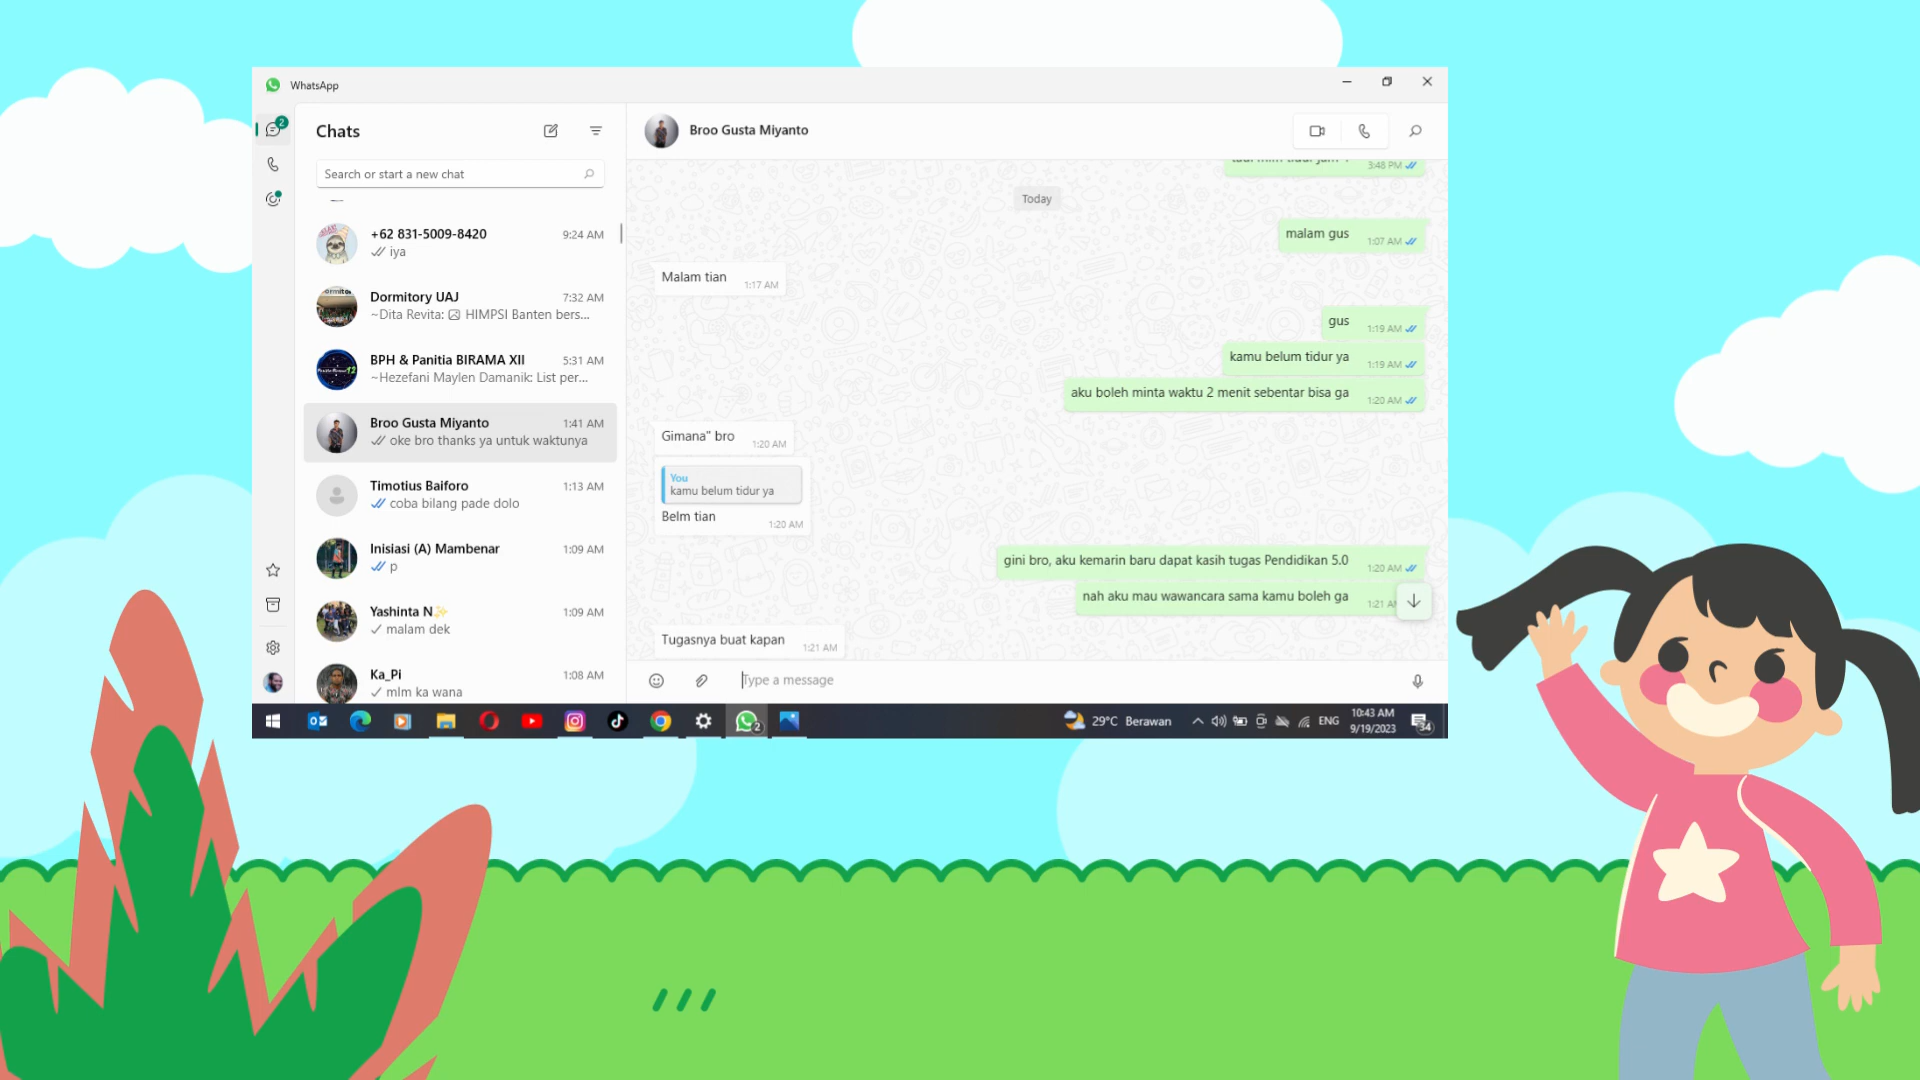 WhatsApp
2
Chats
Search or start a new chat
+62 831-5009-8420 9:24 AM
iya
Dormitory UAJ 7:32 AM
~Dita Revita: HIMPSI Banten bers...
BPH & Panitia BIRAMA XII 5:31 AM
~Hezefani Maylen Damanik: List per...
Broo Gusta Miyanto 1:41 AM
oke bro thanks ya untuk waktunya
Timotius Baiforo 1:13 AM
coba bilang pade dolo
Inisiasi (A) Mambenar 1:09 AM
p
Yashinta N✨ 1:09 AM
malam dek
Ka_Pi 1:08 AM
mlm ka wana
Broo Gusta Miyanto
3:48 PM
Today
malam gus 1:07 AM
Malam tian 1:17 AM
gus 1:19 AM
kamu belum tidur ya 1:19 AM
aku boleh minta waktu 2 menit sebentar bisa ga 1:20 AM
Gimana" bro 1:20 AM
You
kamu belum tidur ya
Belm tian 1:20 AM
gini bro, aku kemarin baru dapat kasih tugas Pendidikan 5.0 1:20 AM
nah aku mau wawancara sama kamu boleh ga 1:21
Tugasnya buat kapan 1:21 AM
Type a message
2
29°C Berawan
ENG
10:43 AM
9/19/2023
34